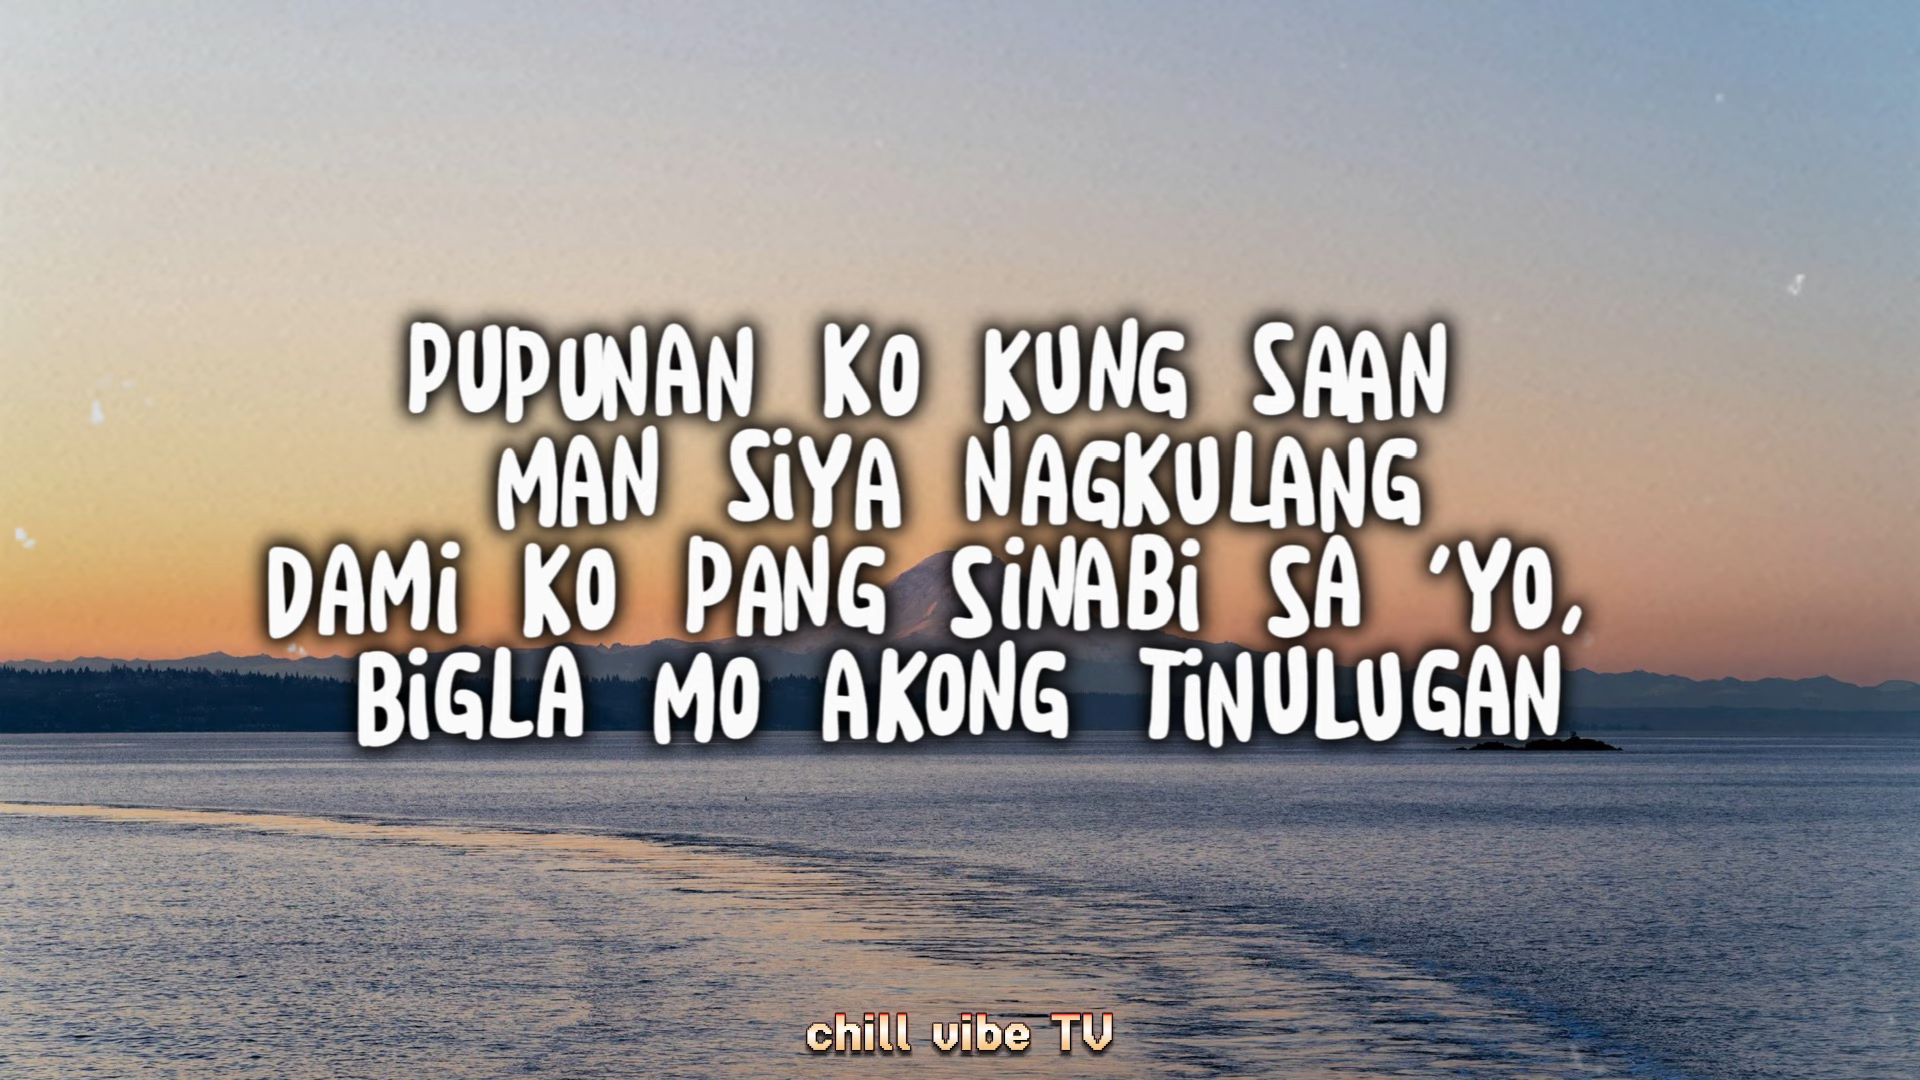 PUPUNAN KO KUNG SAAN
MAN SiYA NAGKULANG
DAMi KO PANG SiNABi SA 'YO,
BiGLA MO AKONG TiNULUGAN
chill vibe TV